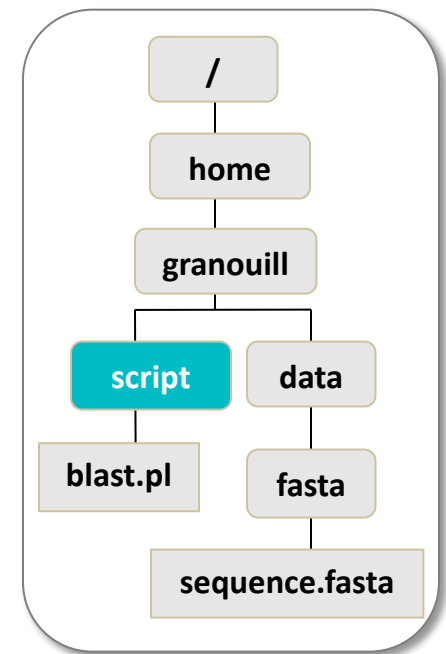 /
home
granouill
script data
blast.pl fasta
sequence.fasta